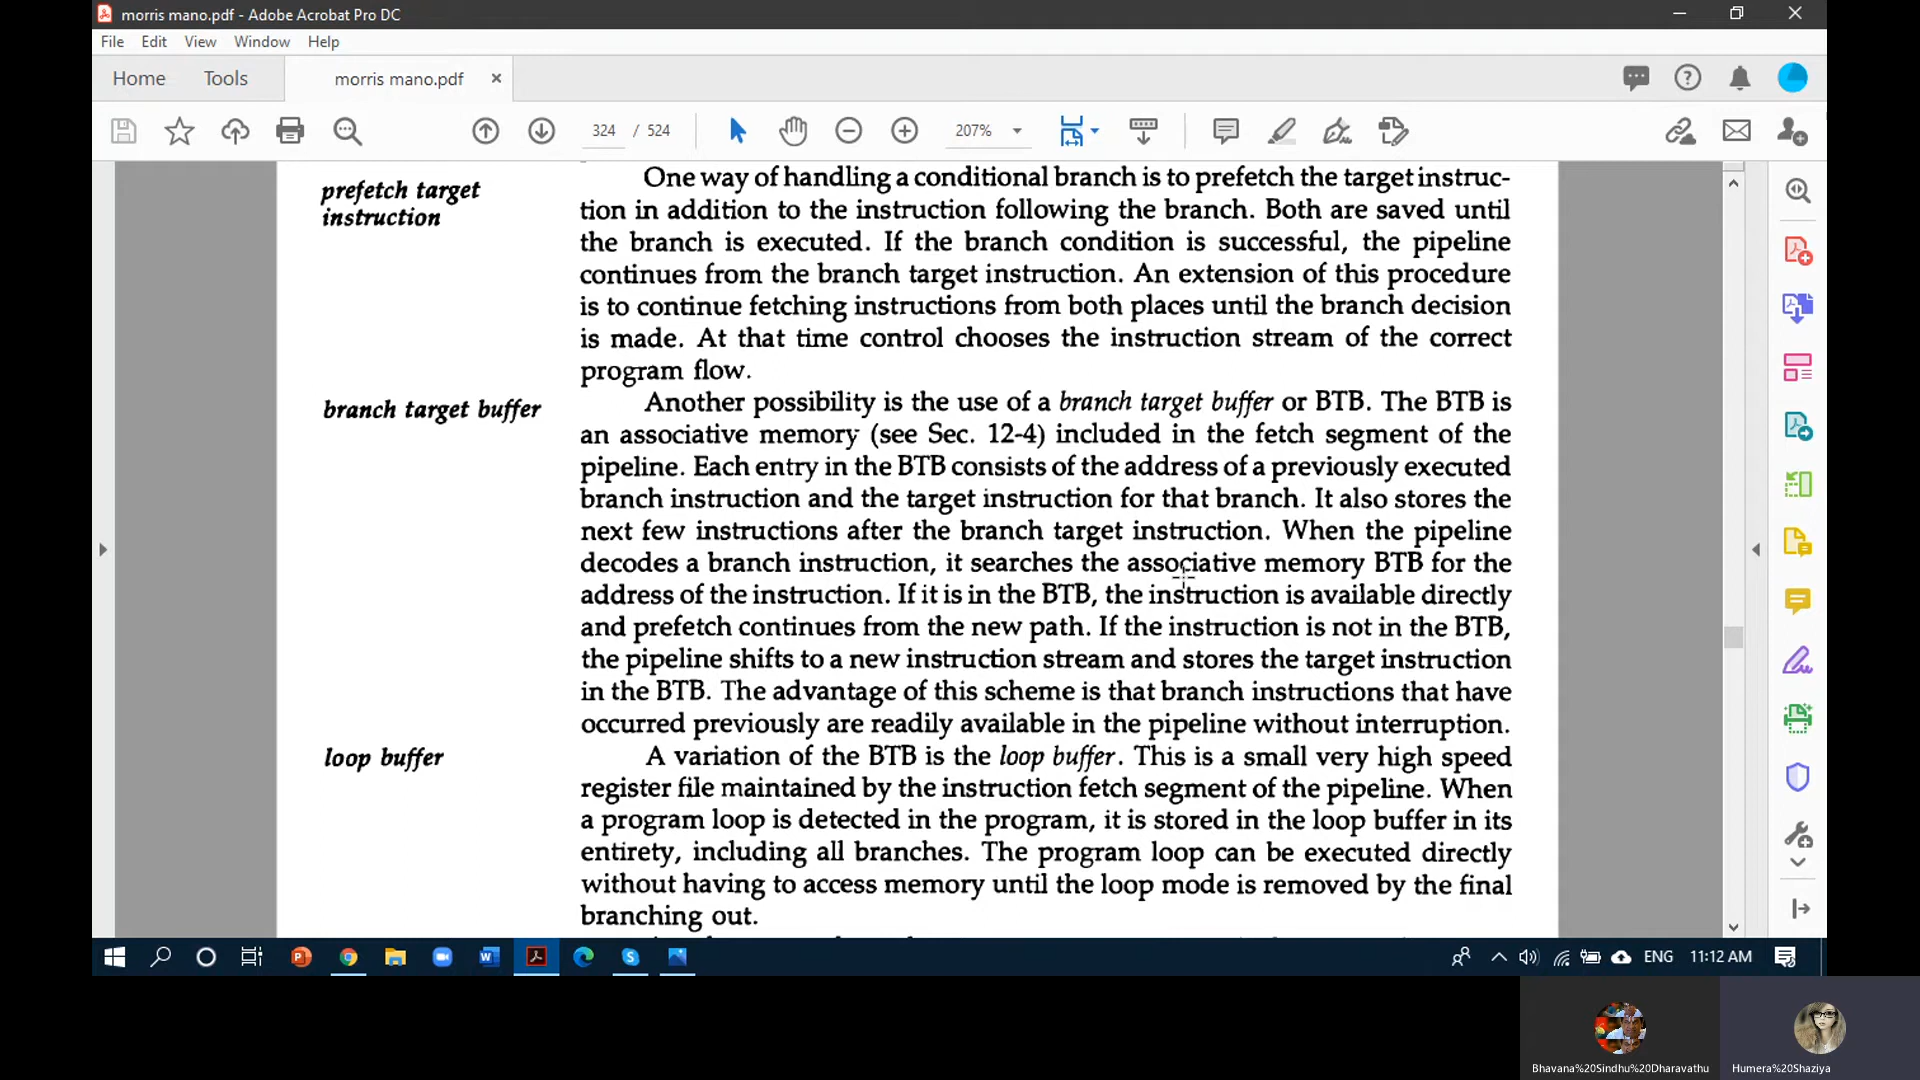 morris mano.pdf - Adobe Acrobat Pro DC
File Edit View Window Help
Home Tools morris mano.pdf
324 / 524 207%
prefetch target
instruction
One way of handling a conditional branch is to prefetch the target instruc-
tion in addition to the instruction following the branch. Both are saved until
the branch is executed. If the branch condition is successful, the pipeline
continues from the branch target instruction. An extension of this procedure
is to continue fetching instructions from both places until the branch decision
is made. At that time control chooses the instruction stream of the correct
program flow.
branch target buffer
Another possibility is the use of a branch target buffer or BTB. The BTB is
an associative memory (see Sec. 12-4) included in the fetch segment of the
pipeline. Each entry in the BTB consists of the address of a previously executed
branch instruction and the target instruction for that branch. It also stores the
next few instructions after the branch target instruction. When the pipeline
decodes a branch instruction, it searches the associative memory BTB for the
address of the instruction. If it is in the BTB, the instruction is available directly
and prefetch continues from the new path. If the instruction is not in the BTB,
the pipeline shifts to a new instruction stream and stores the target instruction
in the BTB. The advantage of this scheme is that branch instructions that have
occurred previously are readily available in the pipeline without interruption.
loop buffer
A variation of the BTB is the loop buffer. This is a small very high speed
register file maintained by the instruction fetch segment of the pipeline. When
a program loop is detected in the program, it is stored in the loop buffer in its
entirety, including all branches. The program loop can be executed directly
without having to access memory until the loop mode is removed by the final
branching out.
ENG 11:12 AM
Bhavana%20Sindhu%20Dharavathu
Humera%20Shaziya